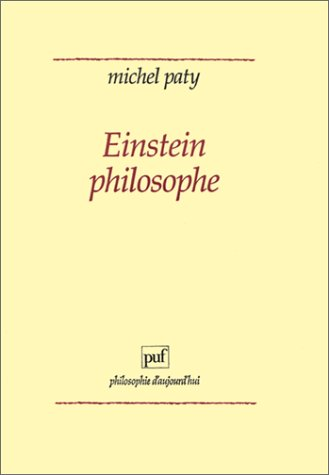 michel paty
Einstein
philosophe
puf
philosophie d'aujourd'hui